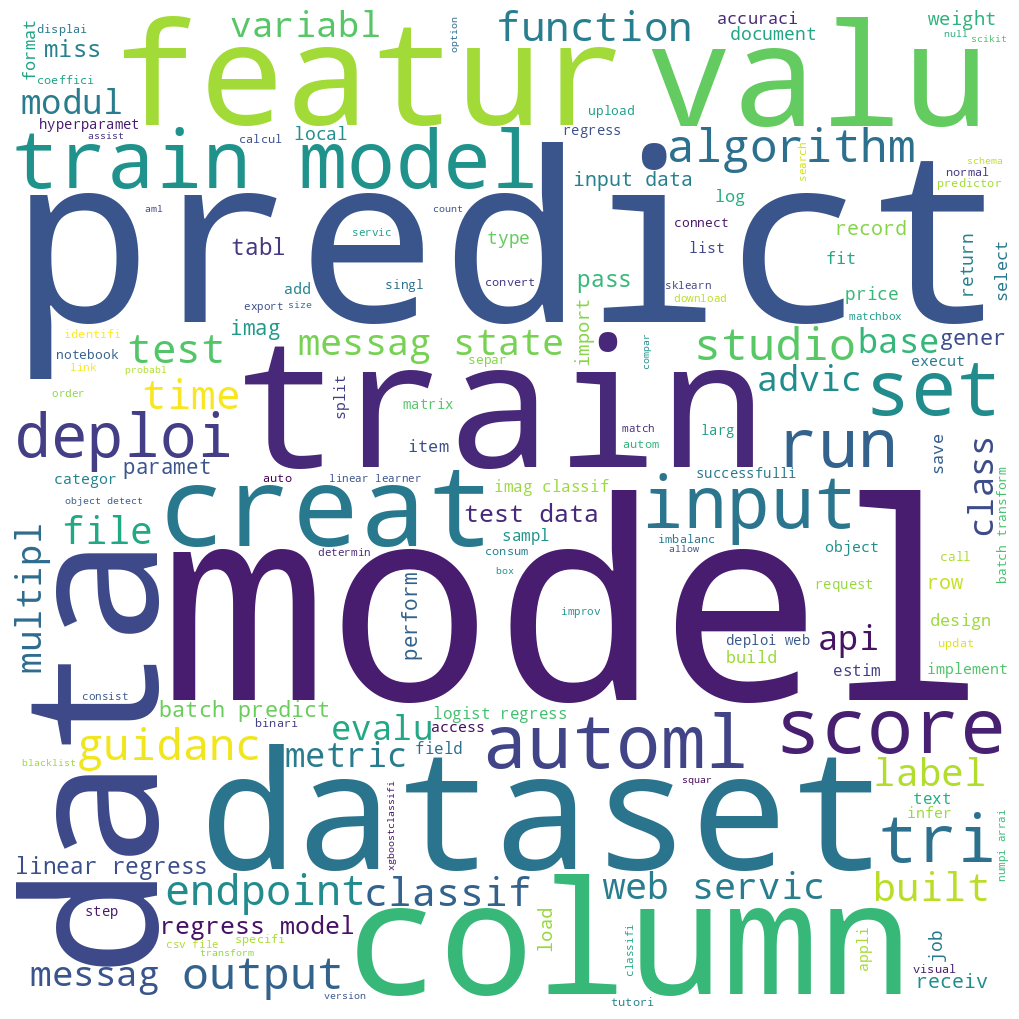 displai
option
variabl
function
accuraci
document
weight
null
scikit
format
miss
featur
valu
coeffici
modul
upload
hyperparamet
assist
calcul
local
regress
train model
algorithm
search
schema
normal
predictor
input data
log
predict
aml
count
servic
tabl
type
connect
list
record
fit
return
select
add
singl
convert
pass
sklearn
download
price
matchbox
export
size
imag
identifi
notebook
link
probabl
test
messag state
separ
import
compar
studio
base
gener
execut
order
time
split
train
matrix
advic
set
deploi
item
match
autom
larg
run
save
class
paramet
categor
auto
linear learner
imag classif
successfulli
object detect
creat
test data
input
batch transform
file
sampl
imbalanc
allow
object
determin
consum
box
call
multipl
data
model
perform
improv
request
row
deploi web
build
api
design
updat
estim
implement
consist
batch predict
binari
evalu
logist regress
access
score
guidanc
metric
field
automl
blacklist
squar
label
text
infer
dataset
xgboostclassifi
tri
numpi arrai
linear regress
endpoint
classif
web servic
built
step
regress model
csv file
specifi
transform
column
load
classifi
appli
job
messag
output
version
visual
receiv
tutori